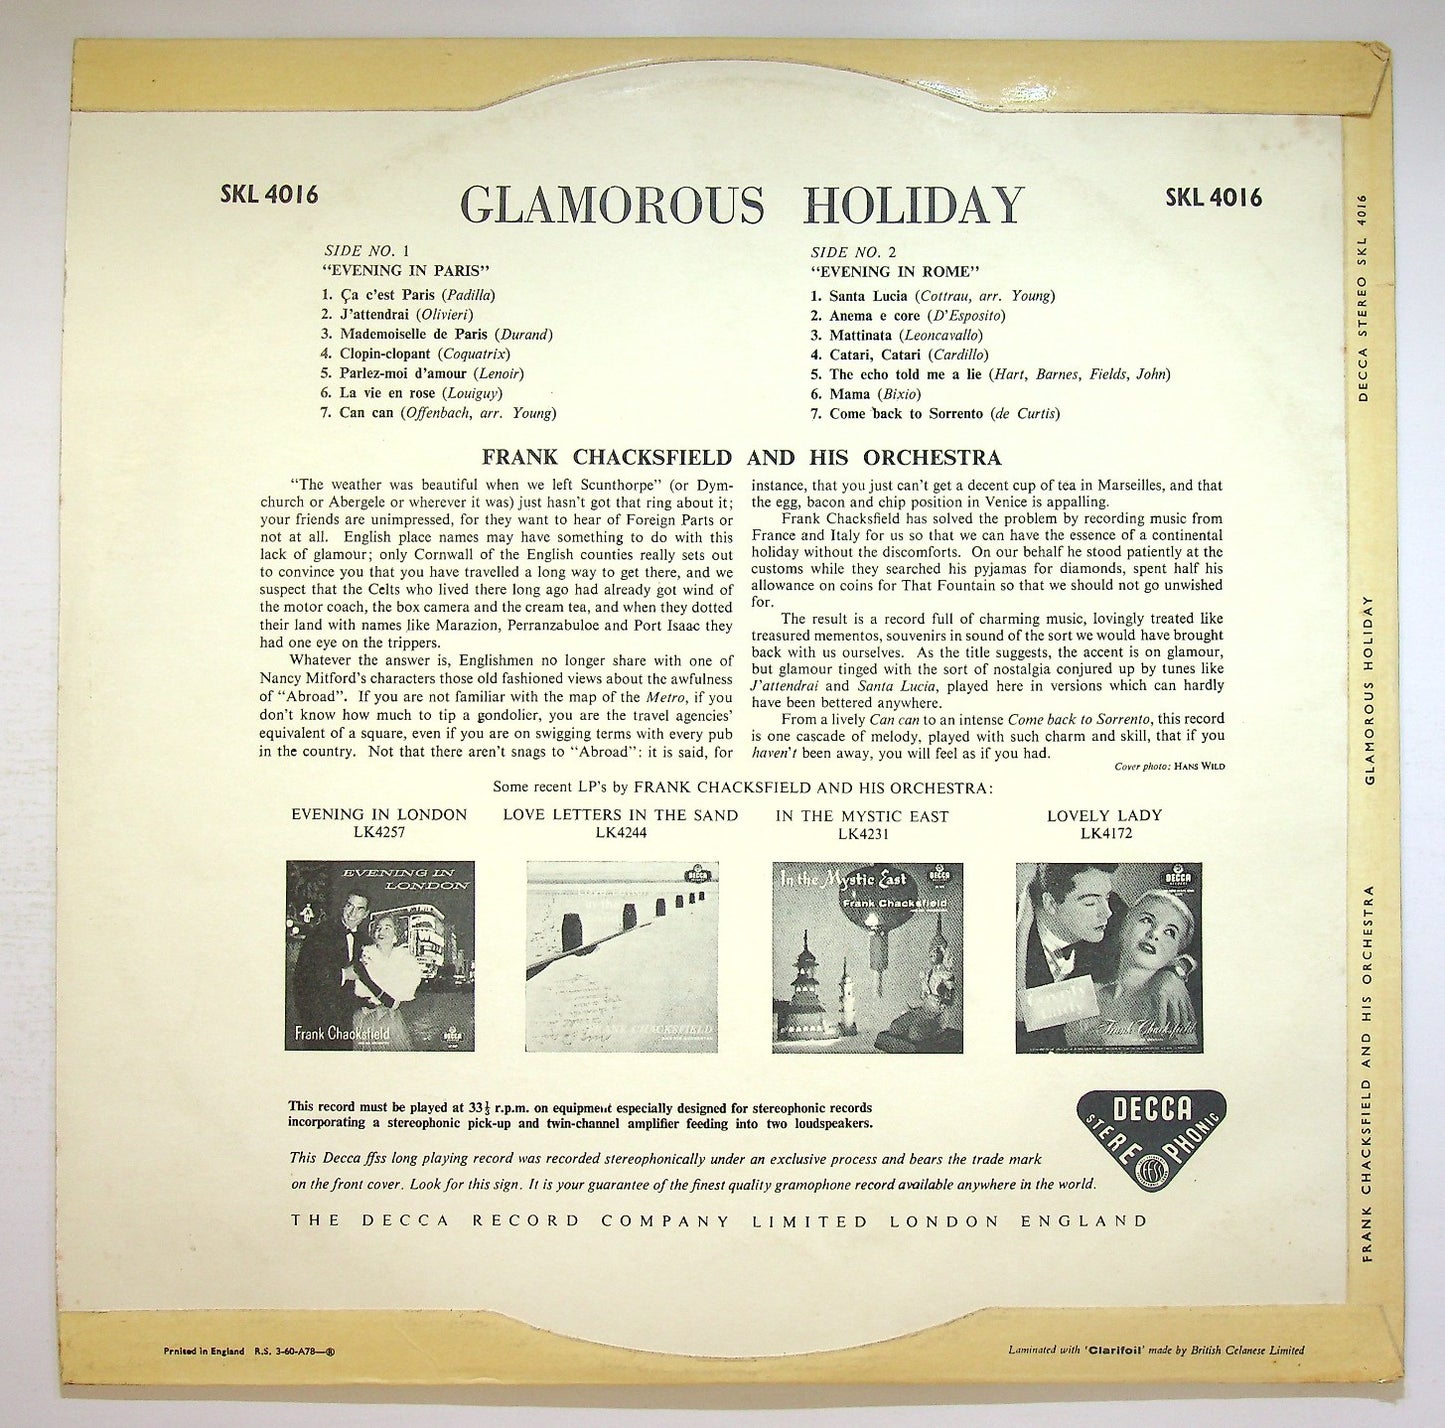 SKL 4016
GLAMOROUS HOLIDAY
SKL 4016
SIDE NO. 1
"EVENING IN PARIS"
1. Ça c'est Paris (Padilla)
2. J'attendrai (Olivieri)
3. Mademoiselle de Paris (Durand)
4. Clopin-clopant (Coquatrix)
5. Parlez-moi d'amour (Lenoir)
6. La vie en rose (Louiguy)
7. Can can (Offenbach, arr. Young)
SIDE NO. 2
"EVENING IN ROME"
1. Santa Lucia (Cottrau, arr. Young)
2. Anema e core (D'Esposito)
3. Mattinata (Leoncavallo)
4. Catari, Catari (Cardillo)
5. The echo told me a lie (Hart, Barnes, Fields, John)
6. Mama (Bixio)
7. Come back to Sorrento (de Curtis)
FRANK CHACKSFIELD AND HIS ORCHESTRA
"The weather was beautiful when we left Scunthorpe" (or Dym-
church or Abergele or wherever it was) just hasn't got that ring about it;
your friends are unimpressed, for they want to hear of Foreign Parts or
not at all. English place names may have something to do with this
lack of glamour; only Cornwall of the English counties really sets out
to convince you that you have travelled a long way to get there, and we
suspect that the Celts who lived there long ago had already got wind of
the motor coach, the box camera and the cream tea, and when they dotted
their land with names like Marazion, Perranzabuloe and Port Isaac they
had one eye on the trippers.
Whatever the answer is, Englishmen no longer share with one of
Nancy Mitford's characters those old fashioned views about the awfulness
of "Abroad". If you are not familiar with the map of the Metro, if you
don't know how much to tip a gondolier, you are the travel agencies'
equivalent of a square, even if you are on swigging terms with every pub
in the country. Not that there aren't snags to "Abroad": it is said, for
instance, that you just can't get a decent cup of tea in Marseilles, and that
the egg, bacon and chip position in Venice is appalling.
Frank Chacksfield has solved the problem by recording music from
France and Italy for us so that we can have the essence of a continental
holiday without the discomforts. On our behalf he stood patiently at the
customs while they searched his pyjamas for diamonds, spent half his
allowance on coins for That Fountain so that we should not go unwished
for.
The result is a record full of charming music, lovingly treated like
treasured mementos, souvenirs in sound of the sort we would have brought
back with us ourselves. As the title suggests, the accent is on glamour,
but glamour tinged with the sort of nostalgia conjured up by tunes like
J'attendrai and Santa Lucia, played here in versions which can hardly
have been bettered anywhere.
From a lively Can can to an intense Come back to Sorrento, this record
is one cascade of melody, played with such charm and skill, that if you
haven't been away, you will feel as if you had.
Cover photo: HANS WILD
Some recent LP's by FRANK CHACKSFIELD AND HIS ORCHESTRA:
EVENING IN LONDON
LK4257
LOVE LETTERS IN THE SAND
LK4244
IN THE MYSTIC EAST
LK4231
LOVELY LADY
LK4172
EVENING IN
LONDON
Frank Chacksfield
DECCA
DECCA
FRANK CHACKSFIELD
In the Mystic East
Frank Chacksfield
DECCA
DECCA
Lovely
Lady
Frank Chacksfield
This record must be played at 33⅓ r.p.m. on equipment especially designed for stereophonic records
incorporating a stereophonic pick-up and twin-channel amplifier feeding into two loudspeakers.
This Decca ffss long playing record was recorded stereophonically under an exclusive process and bears the trade mark
on the front cover. Look for this sign. It is your guarantee of the finest quality gramophone record available anywhere in the world.
DECCA
STEREOPHONIC
FFSS
THE DECCA RECORD COMPANY LIMITED LONDON ENGLAND
Printed in England R.S. 3-60-A78—®
Laminated with 'Clarifoil' made by British Celanese Limited
DECCA STEREO SKL 4016
GLAMOROUS HOLIDAY
FRANK CHACKSFIELD AND HIS ORCHESTRA